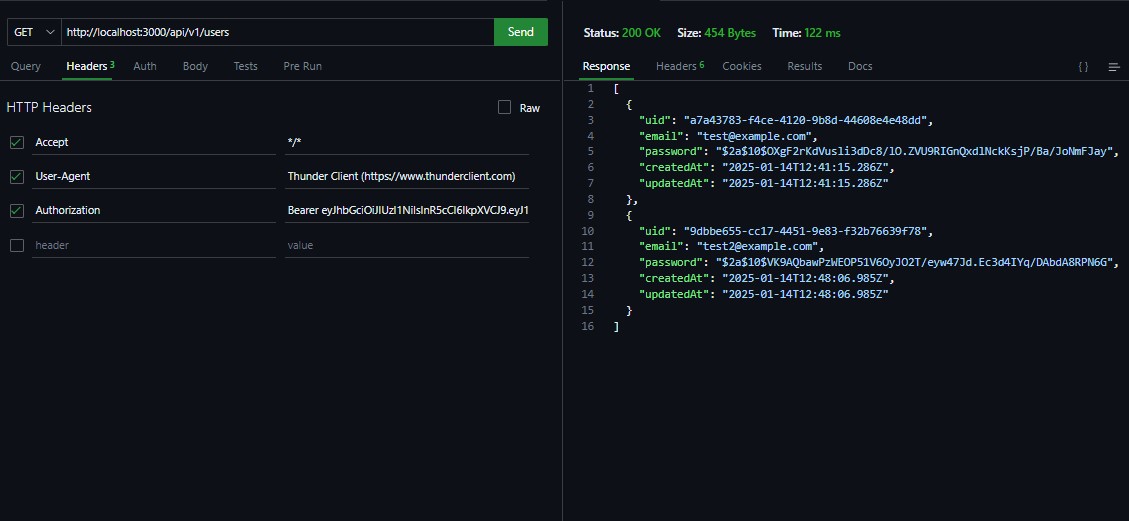 GET http://localhost:3000/api/v1/users Send
Query Headers 3 Auth Body Tests Pre Run
HTTP Headers Raw
Accept */*
User-Agent Thunder Client (https://www.thunderclient.com)
Authorization Bearer eyJhbGciOiJIUzI1NiIsInR5cCI6IkpXVCJ9.eyJ1
header value
Status: 200 OK Size: 454 Bytes Time: 122 ms
Response Headers 6 Cookies Results Docs { }
1 [
2 {
3 "uid": "a7a43783-f4ce-4120-9b8d-44608e4e48dd",
4 "email": "test@example.com",
5 "password": "$2a$10$OXgF2rKdVusli3dDc8/lO.ZVU9RIGnQxdlNckKsjP/Ba/JoNmFJay",
6 "createdAt": "2025-01-14T12:41:15.286Z",
7 "updatedAt": "2025-01-14T12:41:15.286Z"
8 },
9 {
10 "uid": "9dbbe655-cc17-4451-9e83-f32b76639f78",
11 "email": "test2@example.com",
12 "password": "$2a$10$VK9AQbawPzWEOP51V6OyJO2T/eyw47Jd.Ec3d4IYq/DAbdA8RPN6G",
13 "createdAt": "2025-01-14T12:48:06.985Z",
14 "updatedAt": "2025-01-14T12:48:06.985Z"
15 }
16 ]